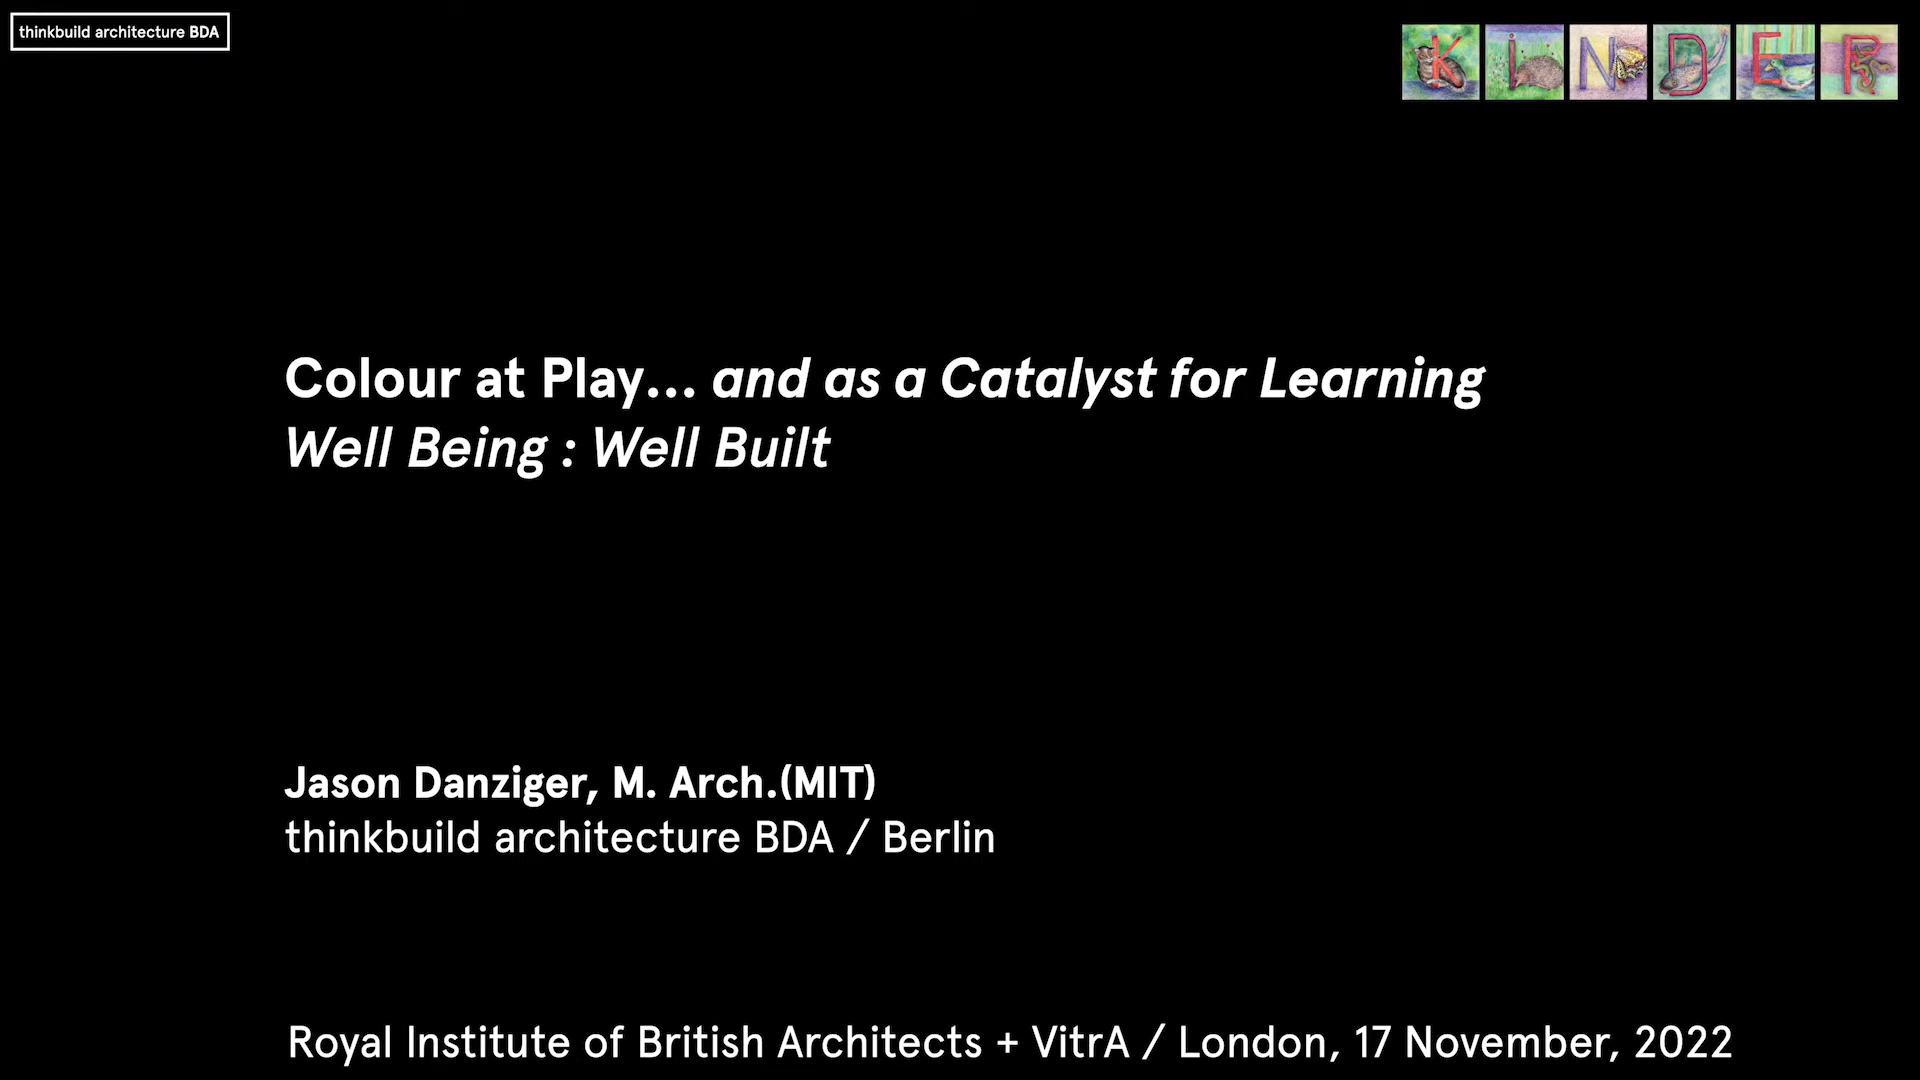 thinkbuild architecture BDA
KiNDER
Colour at Play... and as a Catalyst for Learning
Well Being : Well Built
Jason Danziger, M. Arch.(MIT)
thinkbuild architecture BDA / Berlin
Royal Institute of British Architects + VitrA / London, 17 November, 2022